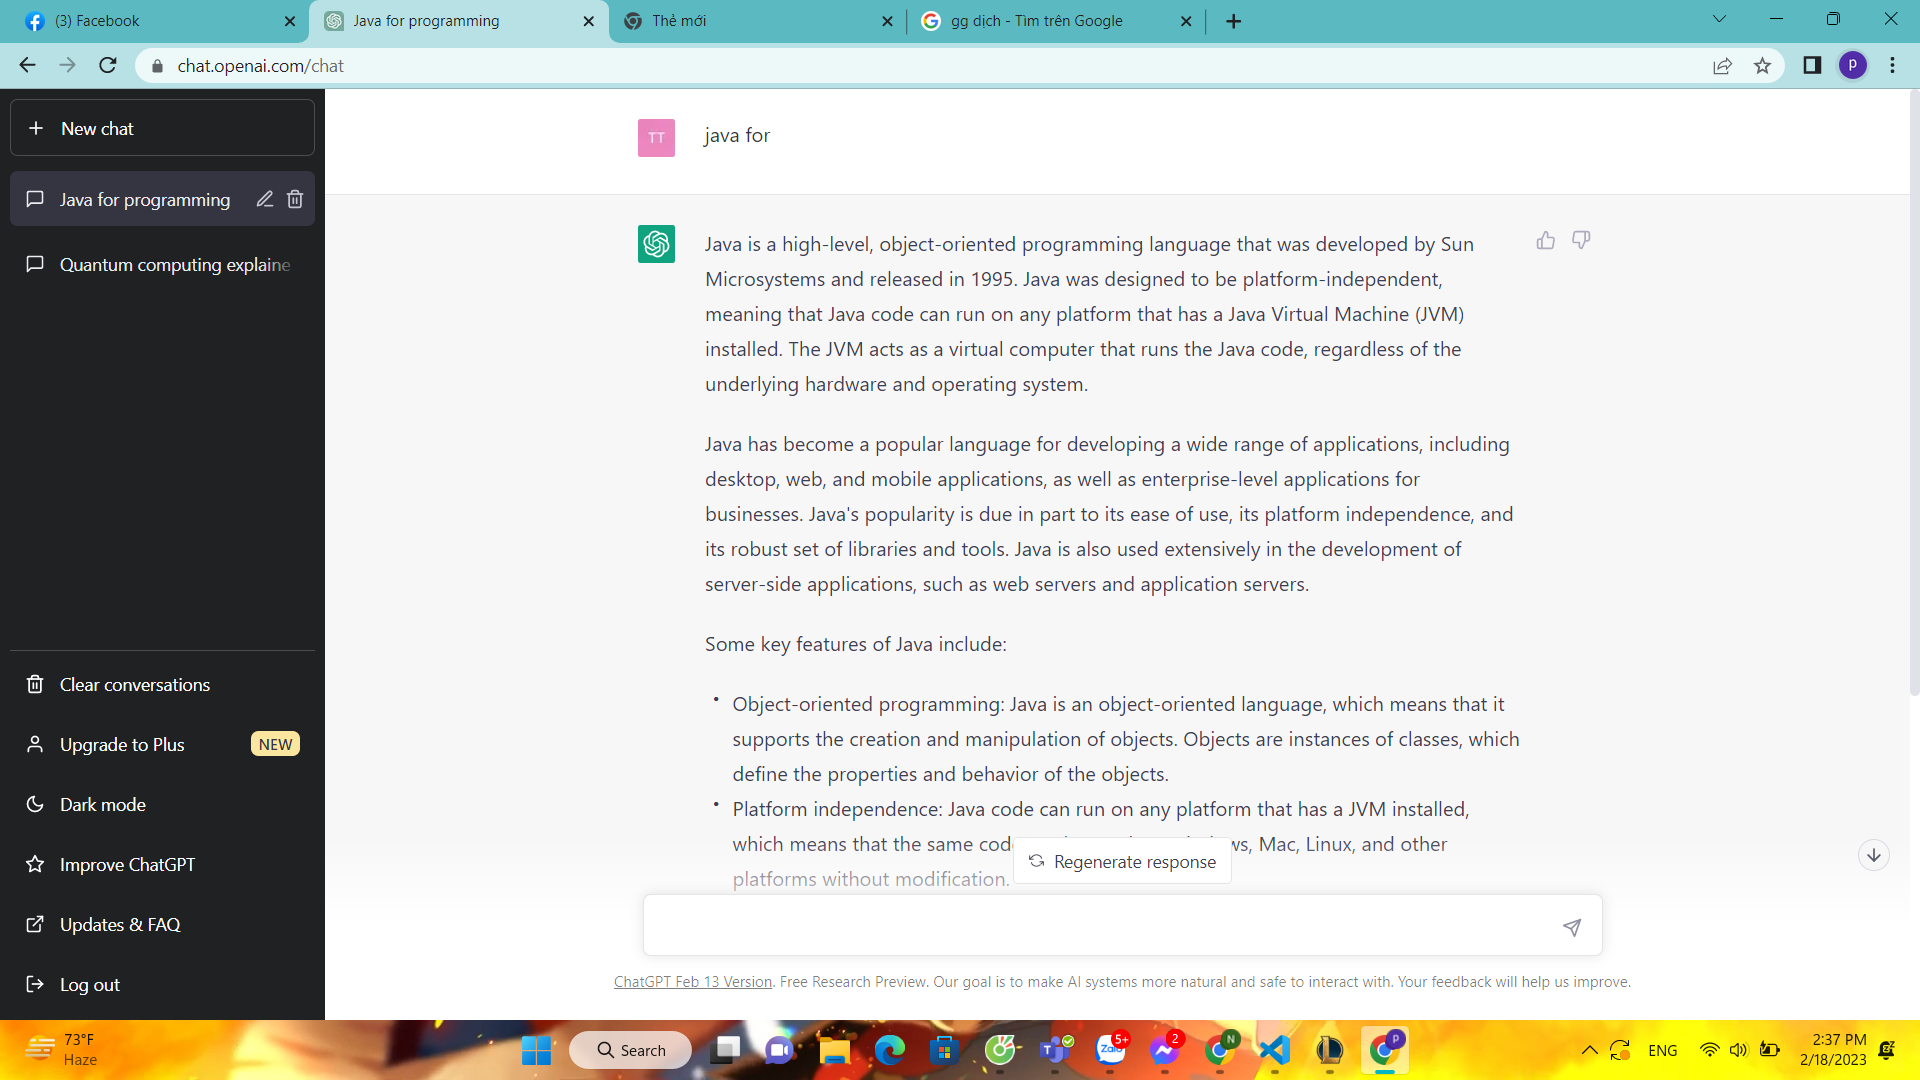 (3) Facebook
Java for programming
Thẻ mới
gg dịch - Tìm trên Google
chat.openai.com/chat
P
New chat
Java for programming
Quantum computing explaine
Clear conversations
Upgrade to Plus
NEW
Dark mode
Improve ChatGPT
Updates & FAQ
Log out
TT
java for
Java is a high-level, object-oriented programming language that was developed by Sun
Microsystems and released in 1995. Java was designed to be platform-independent,
meaning that Java code can run on any platform that has a Java Virtual Machine (JVM)
installed. The JVM acts as a virtual computer that runs the Java code, regardless of the
underlying hardware and operating system.
Java has become a popular language for developing a wide range of applications, including
desktop, web, and mobile applications, as well as enterprise-level applications for
businesses. Java's popularity is due in part to its ease of use, its platform independence, and
its robust set of libraries and tools. Java is also used extensively in the development of
server-side applications, such as web servers and application servers.
Some key features of Java include:
• Object-oriented programming: Java is an object-oriented language, which means that it
supports the creation and manipulation of objects. Objects are instances of classes, which
define the properties and behavior of the objects.
• Platform independence: Java code can run on any platform that has a JVM installed,
which means that the same cod ws, Mac, Linux, and other
platforms without modification.
Regenerate response
ChatGPT Feb 13 Version. Free Research Preview. Our goal is to make AI systems more natural and safe to interact with. Your feedback will help us improve.
73°F
Haze
Search
Zalo
5+
2
N
P
ENG
2:37 PM
2/18/2023